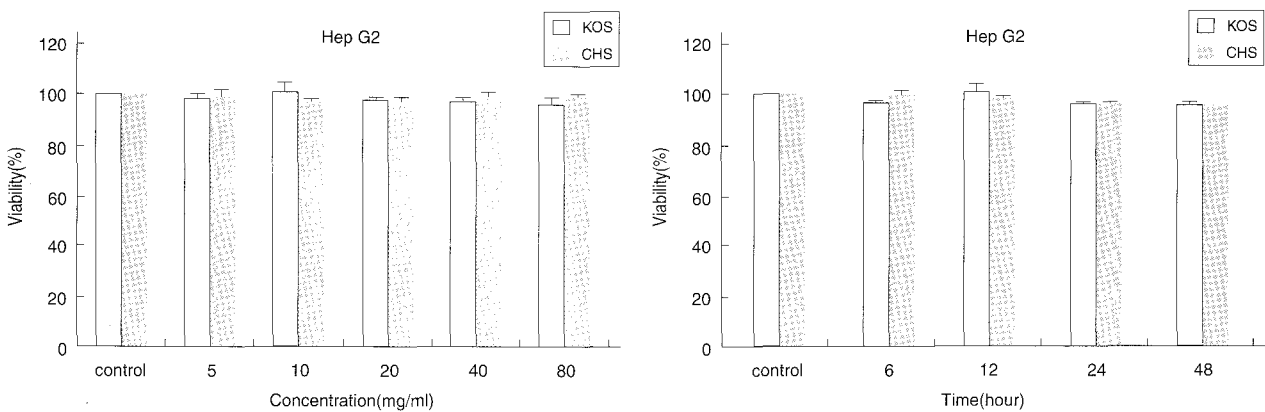 Hep G2
KOS
CHS
Viability(%)
120
100
80
60
40
20
0
control 5 10 20 40 80
Concentration(mg/ml)
Hep G2
KOS
CHS
Viability(%)
120
100
80
60
40
20
0
control 6 12 24 48
Time(hour)